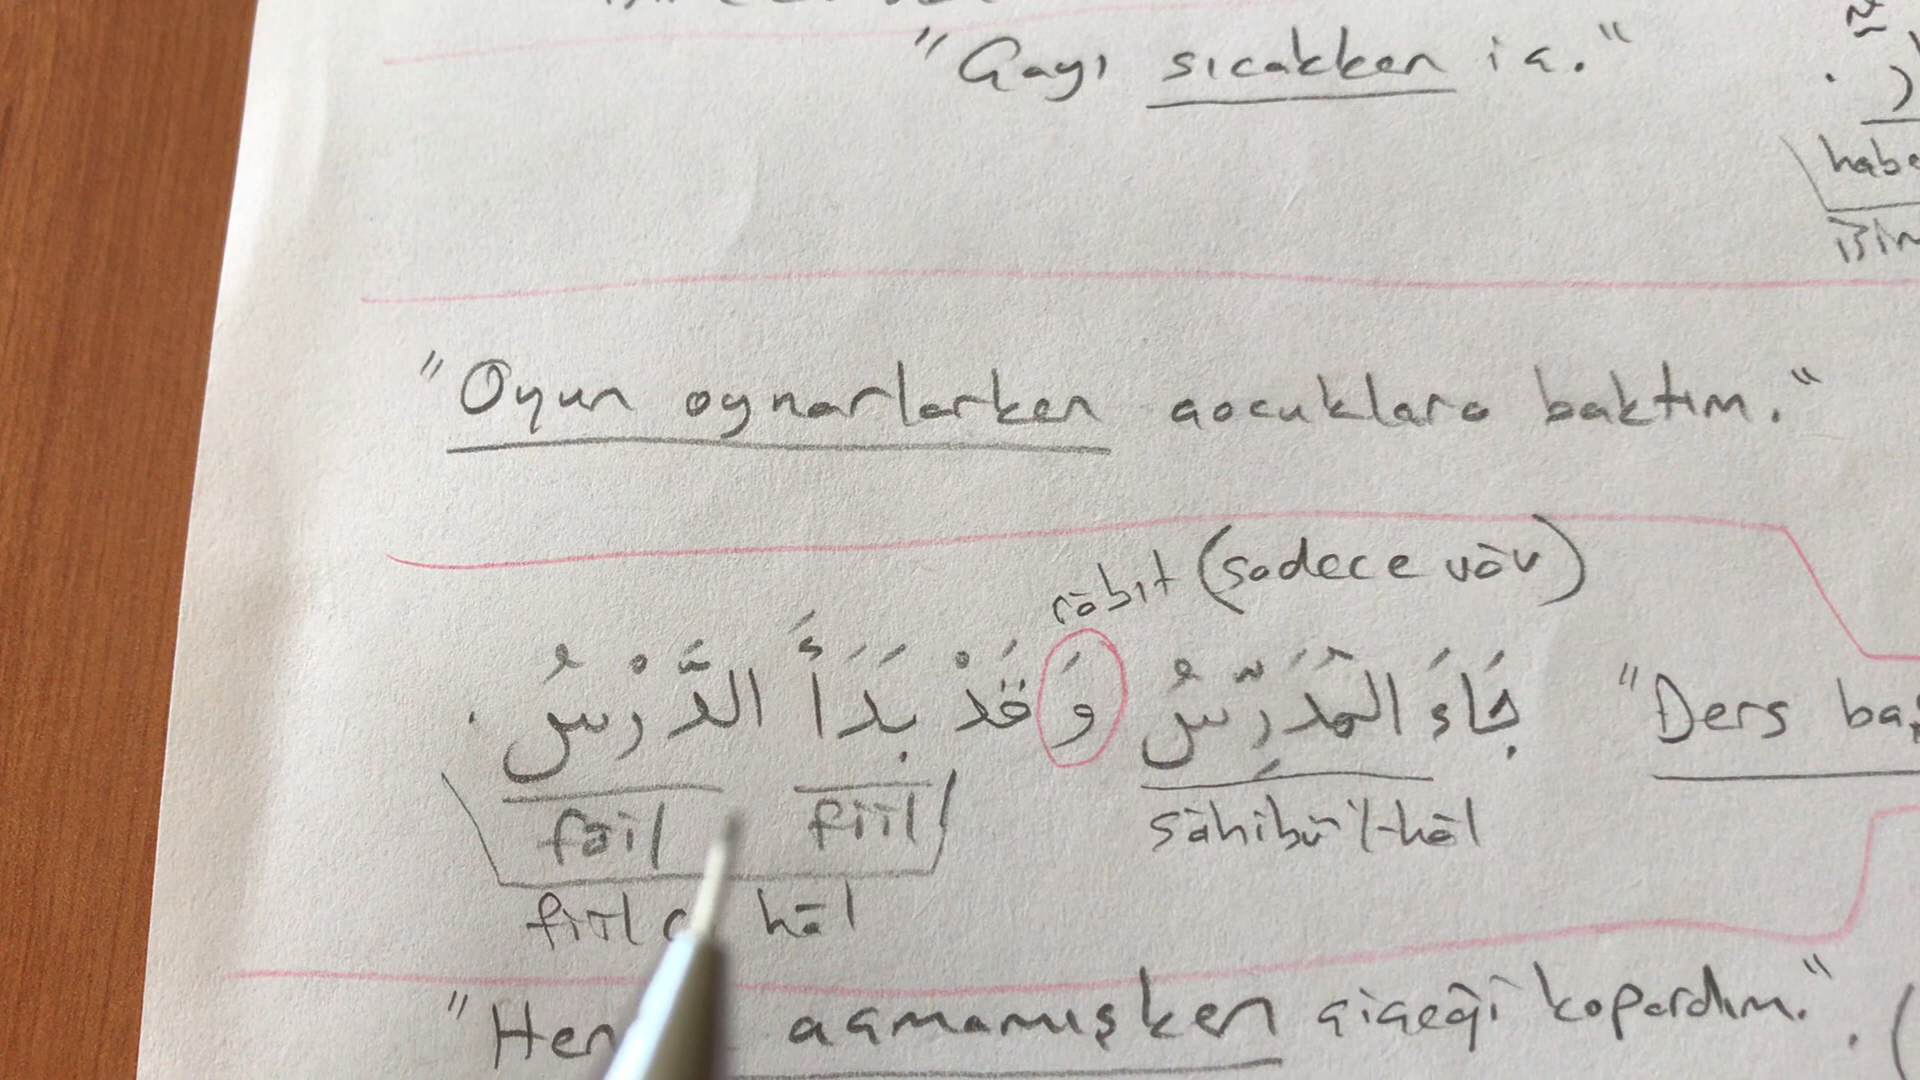 "Çayı sıcakken iç."
"Oyun oynarlarken çocuklara baktım."
râbıt (sadece vâv)
جَاءَ الْمُدَرِّسُ وَقَدْ بَدَأَ الدَّرْسُ . "Ders
fâil fiil sâhibü'l-hâl
hâl
açmamışken çiçeği kopardım."